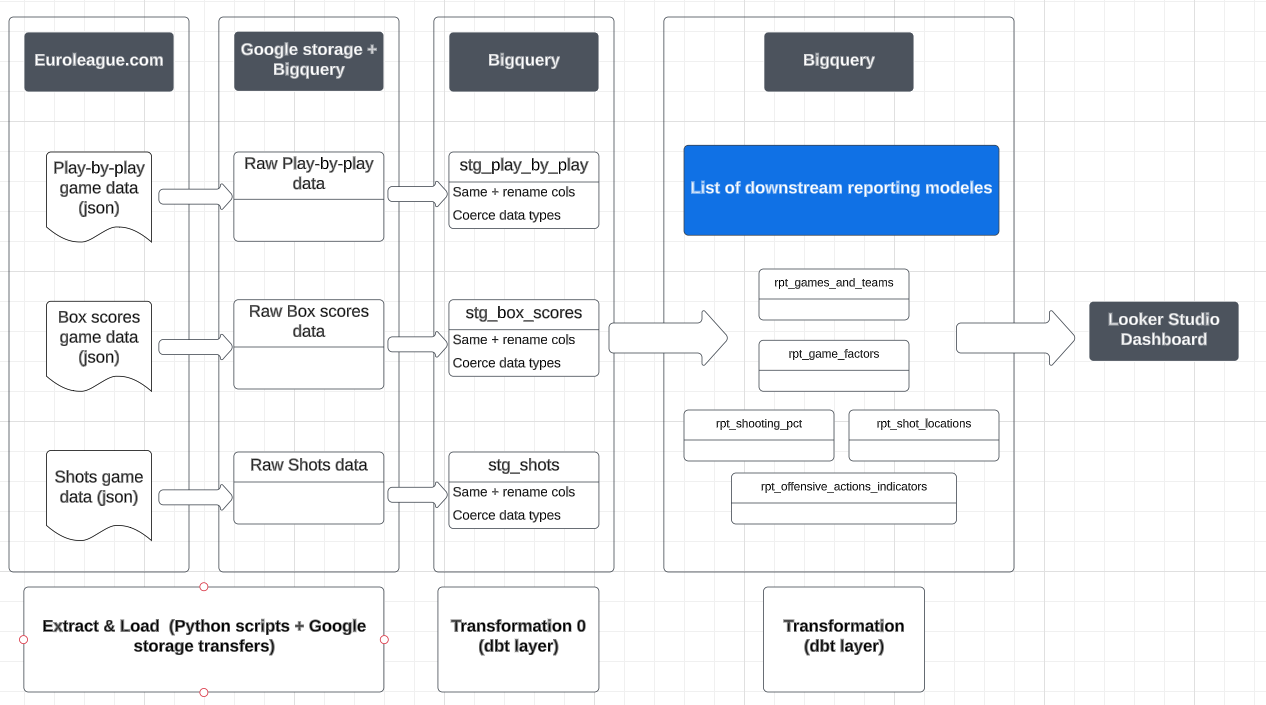 Euroleague.com
Google storage +
Bigquery
Bigquery
Bigquery
Play-by-play
game data
(json)
Raw Play-by-play
data
stg_play_by_play
Same + rename cols
Coerce data types
List of downstream reporting modeles
Box scores
game data
(json)
Raw Box scores
data
stg_box_scores
Same + rename cols
Coerce data types
rpt_games_and_teams
rpt_game_factors
rpt_shooting_pct
rpt_shot_locations
rpt_offensive_actions_indicators
Looker Studio
Dashboard
Shots game
data (json)
Raw Shots data
stg_shots
Same + rename cols
Coerce data types
Extract & Load  (Python scripts + Google
storage transfers)
Transformation 0
(dbt layer)
Transformation
(dbt layer)